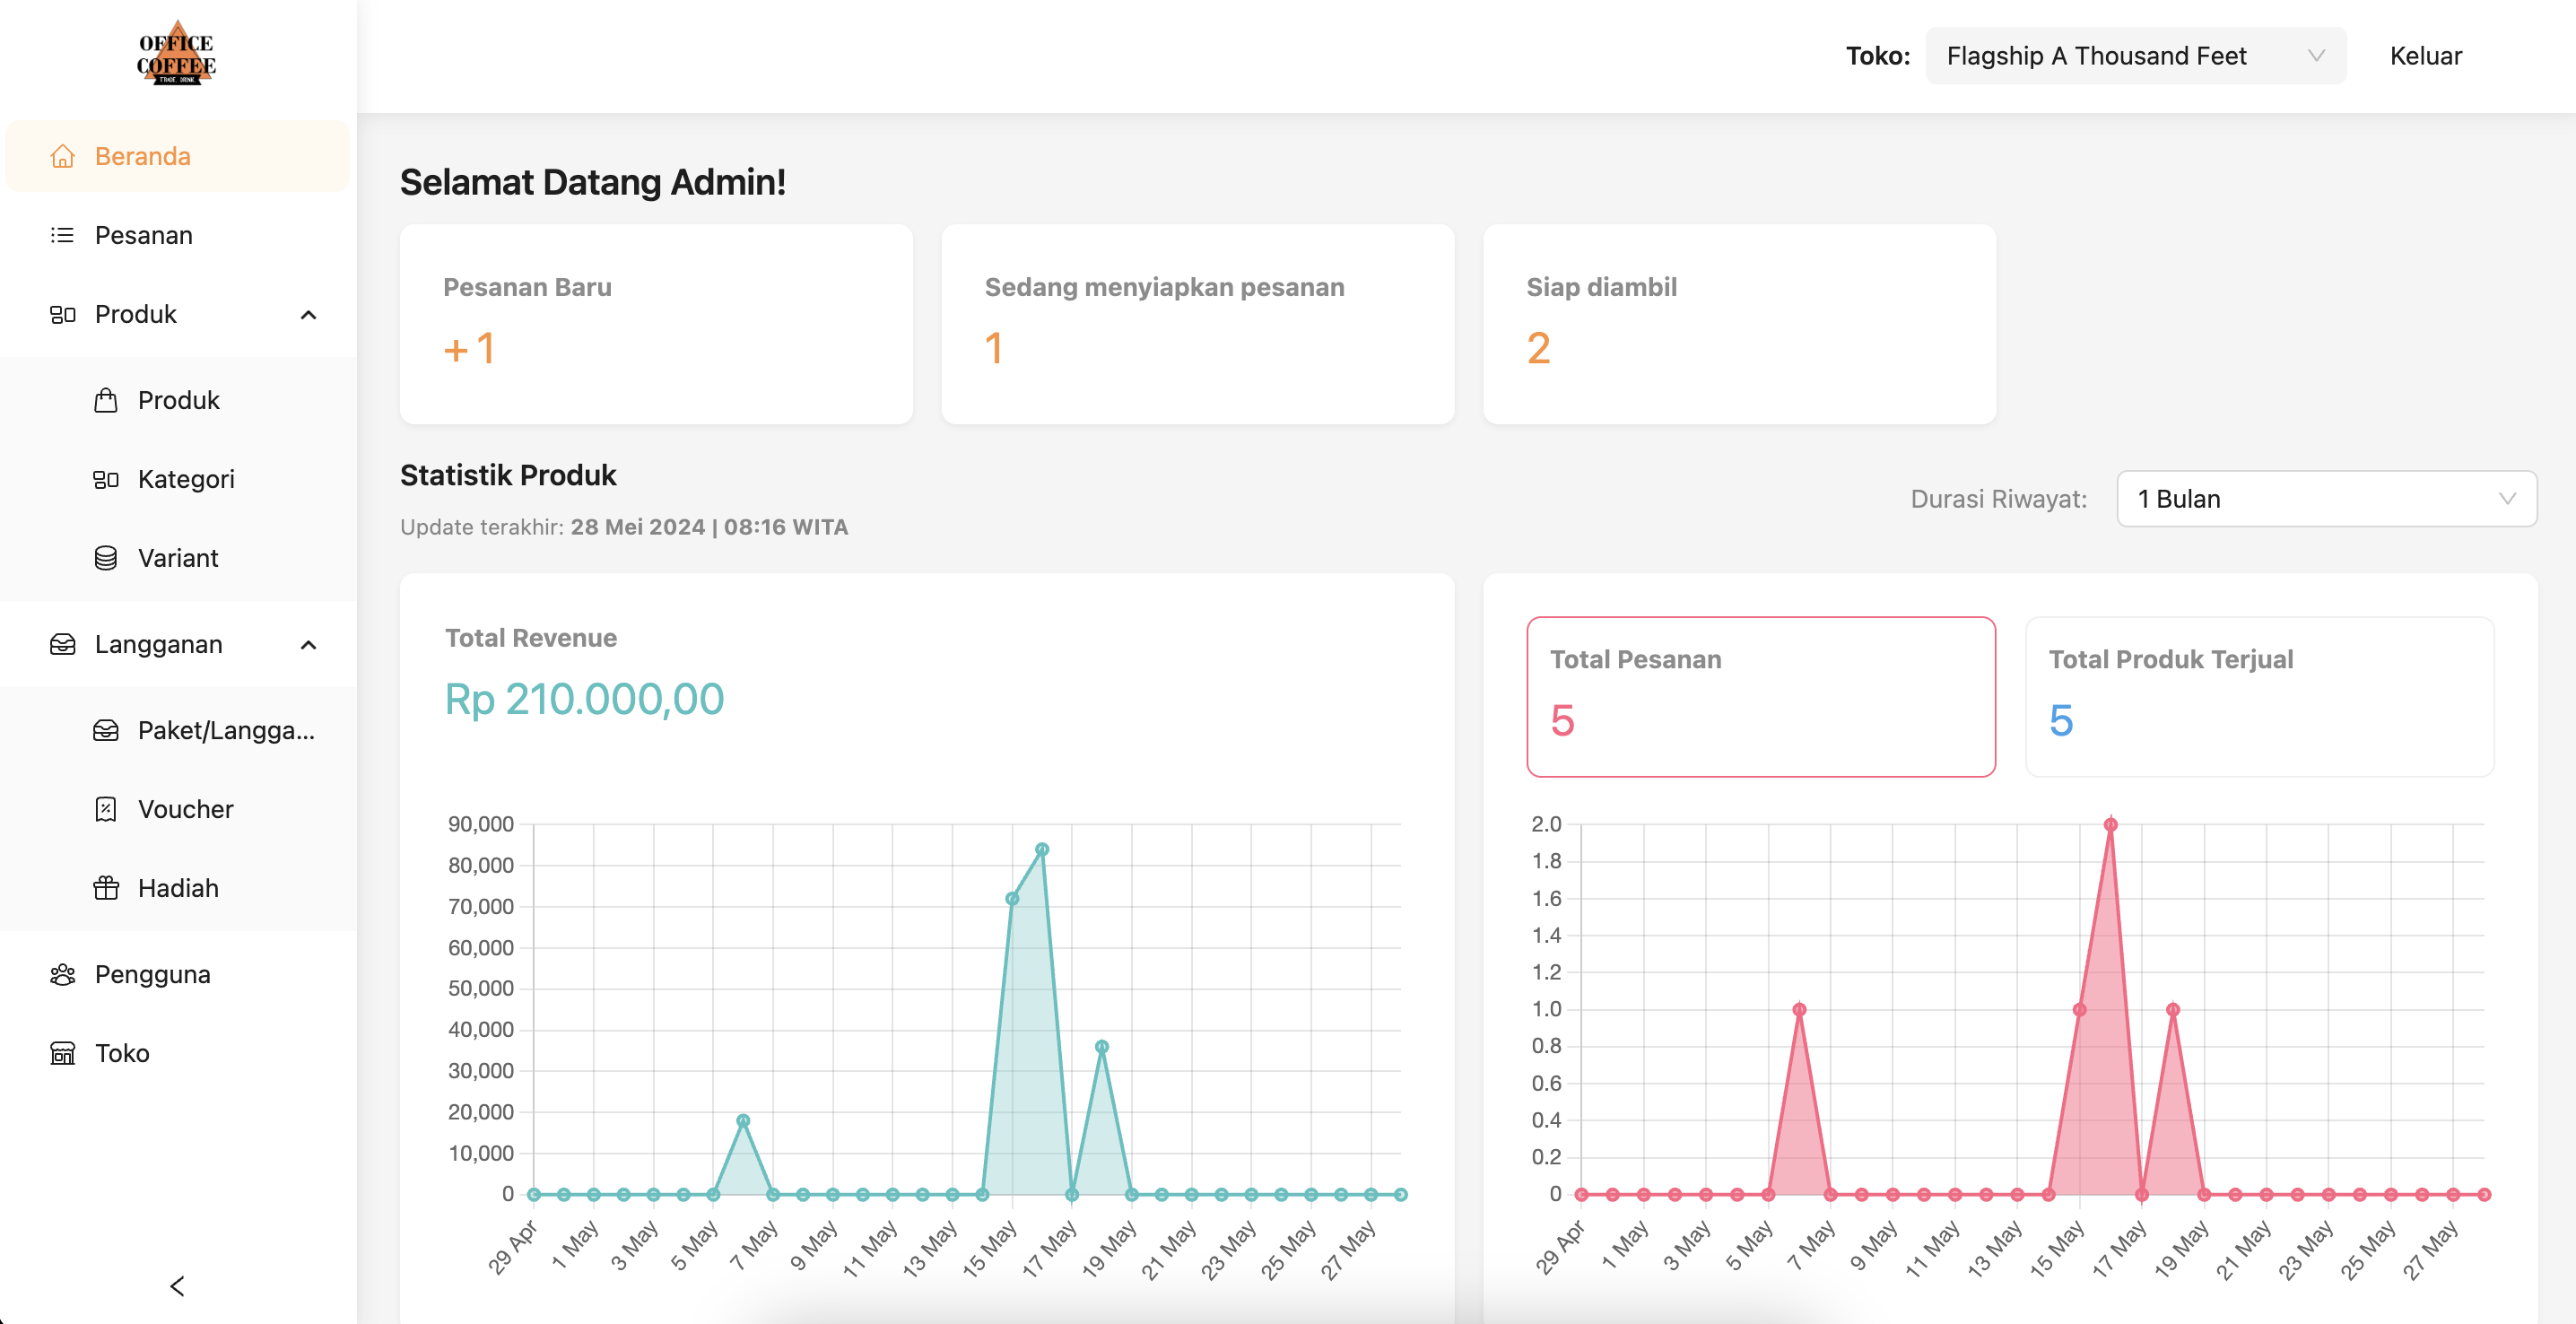 OFFICE
COFFEE
TRADE. DRINK.
Toko: Flagship A Thousand Feet
Keluar
Beranda
Pesanan
Produk
Produk
Kategori
Variant
Langganan
Paket/Langga...
Voucher
Hadiah
Pengguna
Toko
Selamat Datang Admin!
Pesanan Baru
+ 1
Sedang menyiapkan pesanan
1
Siap diambil
2
Statistik Produk
Update terakhir: 28 Mei 2024 | 08:16 WITA
Durasi Riwayat: 1 Bulan
Total Revenue
Rp 210.000,00
90,000
80,000
70,000
60,000
50,000
40,000
30,000
20,000
10,000
0
29 Apr
1 May
3 May
5 May
7 May
9 May
11 May
13 May
15 May
17 May
19 May
21 May
23 May
25 May
27 May
Total Pesanan
5
Total Produk Terjual
5
2.0
1.8
1.6
1.4
1.2
1.0
0.8
0.6
0.4
0.2
0
29 Apr
1 May
3 May
5 May
7 May
9 May
11 May
13 May
15 May
17 May
19 May
21 May
23 May
25 May
27 May